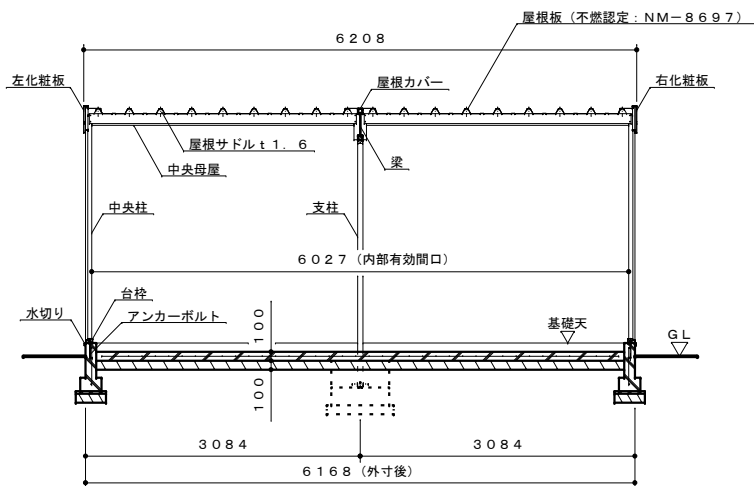 屋根板（不燃認定：NM－8697）
6208
左化粧板
屋根カバー
右化粧板
屋根サドルｔ1．6
梁
中央母屋
中央柱
支柱
6027（内部有効間口）
台枠
水切り
アンカーボルト
100
基礎天
GL
100
3084
3084
6168（外寸後）